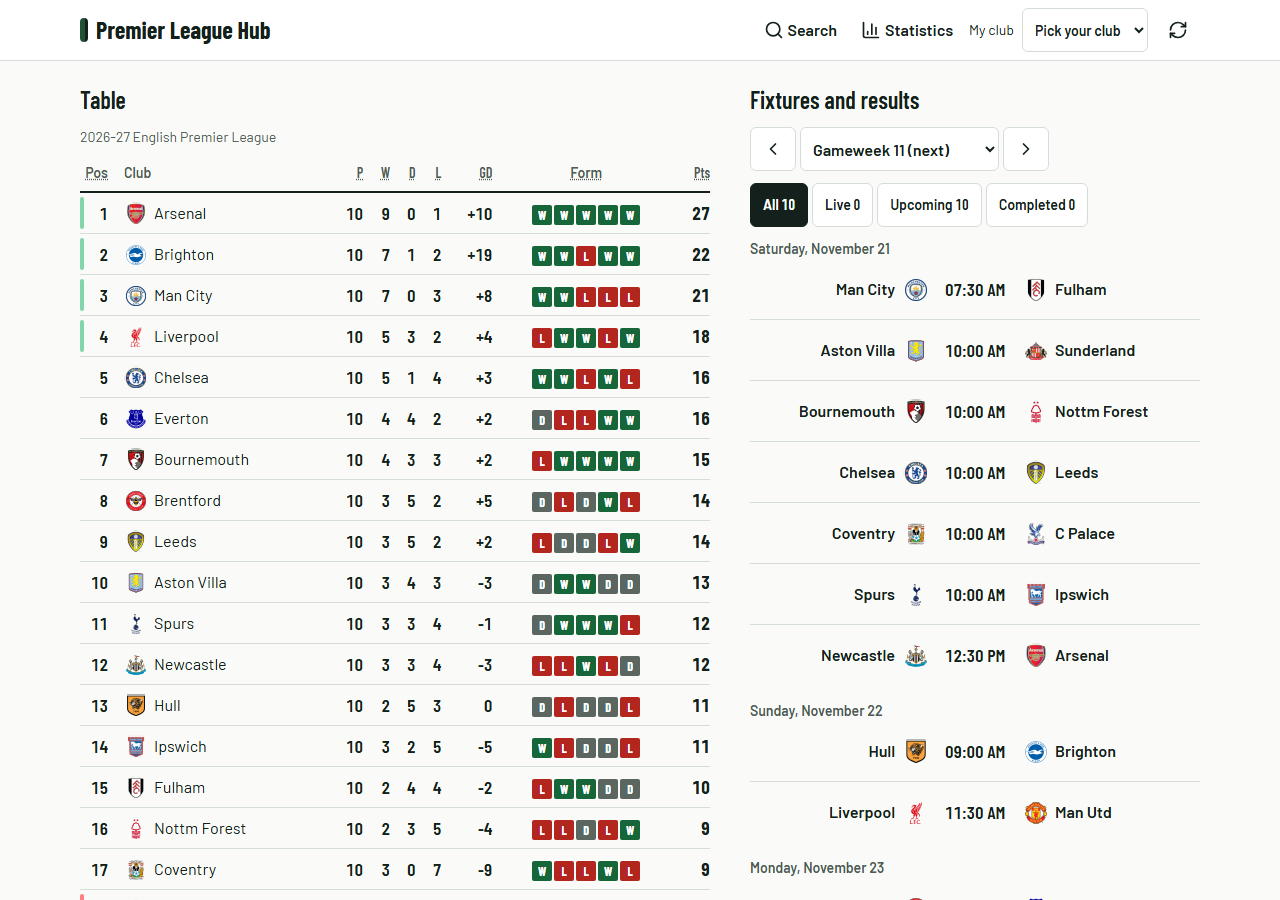 Premier League Hub
Search
Statistics
My club
Pick your club
Table
2026-27 English Premier League
Pos Club P W D L GD Form Pts
1 Arsenal 10 9 0 1 +10 W W W W W 27
2 Brighton 10 7 1 2 +19 W W L W W 22
3 Man City 10 7 0 3 +8 W W L L L 21
4 Liverpool 10 5 3 2 +4 L W W L W 18
5 Chelsea 10 5 1 4 +3 W W L W L 16
6 Everton 10 4 4 2 +2 D L L W W 16
7 Bournemouth 10 4 3 3 +2 L W W W W 15
8 Brentford 10 3 5 2 +5 D L D W L 14
9 Leeds 10 3 5 2 +2 L D D L W 14
10 Aston Villa 10 3 4 3 -3 D W W D D 13
11 Spurs 10 3 3 4 -1 D W W W L 12
12 Newcastle 10 3 3 4 -3 L L W L D 12
13 Hull 10 2 5 3 0 D L D D L 11
14 Ipswich 10 3 2 5 -5 W L D D L 11
15 Fulham 10 2 4 4 -2 L W W D D 10
16 Nottm Forest 10 2 3 5 -4 L L D L W 9
17 Coventry 10 3 0 7 -9 W L L W L 9
Fixtures and results
Gameweek 11 (next)
All 10
Live 0
Upcoming 10
Completed 0
Saturday, November 21
Man City 07:30 AM Fulham
Aston Villa 10:00 AM Sunderland
Bournemouth 10:00 AM Nottm Forest
Chelsea 10:00 AM Leeds
Coventry 10:00 AM C Palace
Spurs 10:00 AM Ipswich
Newcastle 12:30 PM Arsenal
Sunday, November 22
Hull 09:00 AM Brighton
Liverpool 11:30 AM Man Utd
Monday, November 23